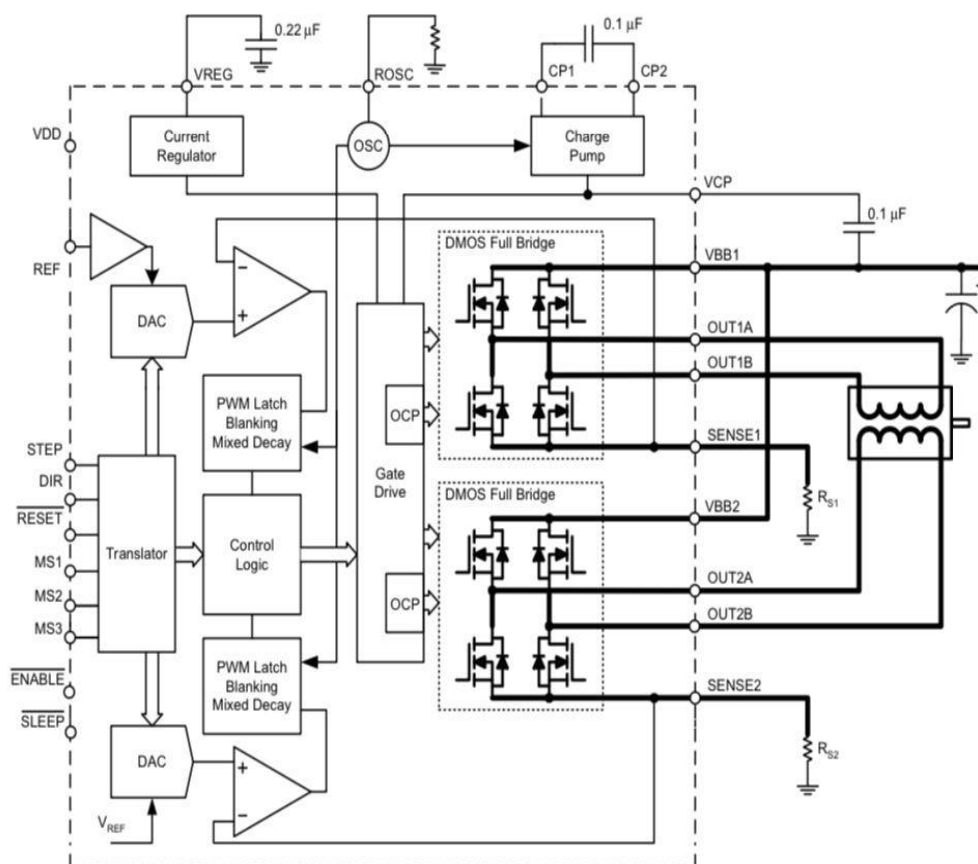 0.22 μF
0.1 μF
VREG
ROSC
CP1
CP2
VDD
Current
Regulator
OSC
Charge
Pump
VCP
0.1 μF
REF
DMOS Full Bridge
VBB1
DAC
−
+
OUT1A
OUT1B
PWM Latch
Blanking
Mixed Decay
OCP
SENSE1
STEP
DIR
RESET
MS1
MS2
MS3
Translator
Control
Logic
Gate
Drive
DMOS Full Bridge
RS1
VBB2
OUT2A
OCP
OUT2B
ENABLE
SLEEP
PWM Latch
Blanking
Mixed Decay
SENSE2
DAC
+
−
RS2
VREF